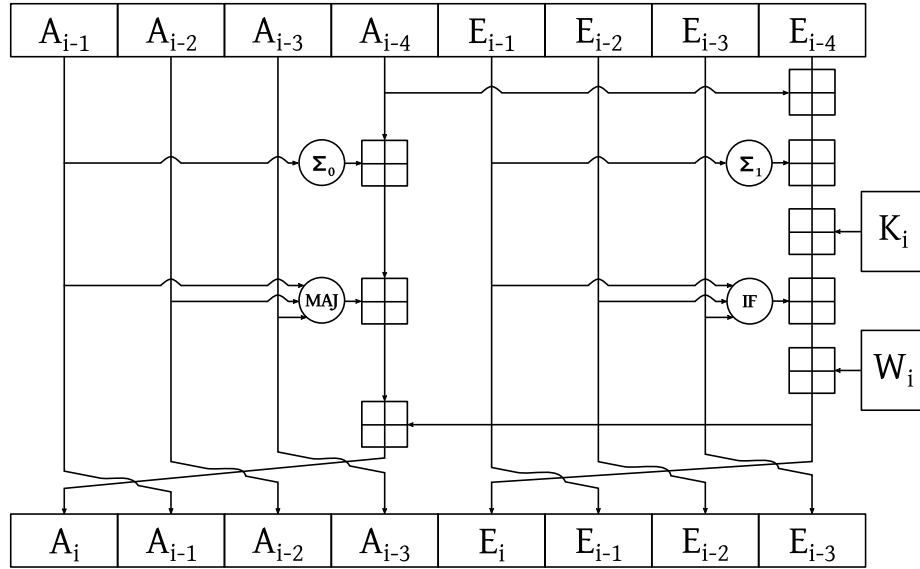 A_{i-1} A_{i-2} A_{i-3} A_{i-4} E_{i-1} E_{i-2} E_{i-3} E_{i-4}
Σ₀ Σ₁
K_i
MAJ IF
W_i
A_i A_{i-1} A_{i-2} A_{i-3} E_i E_{i-1} E_{i-2} E_{i-3}